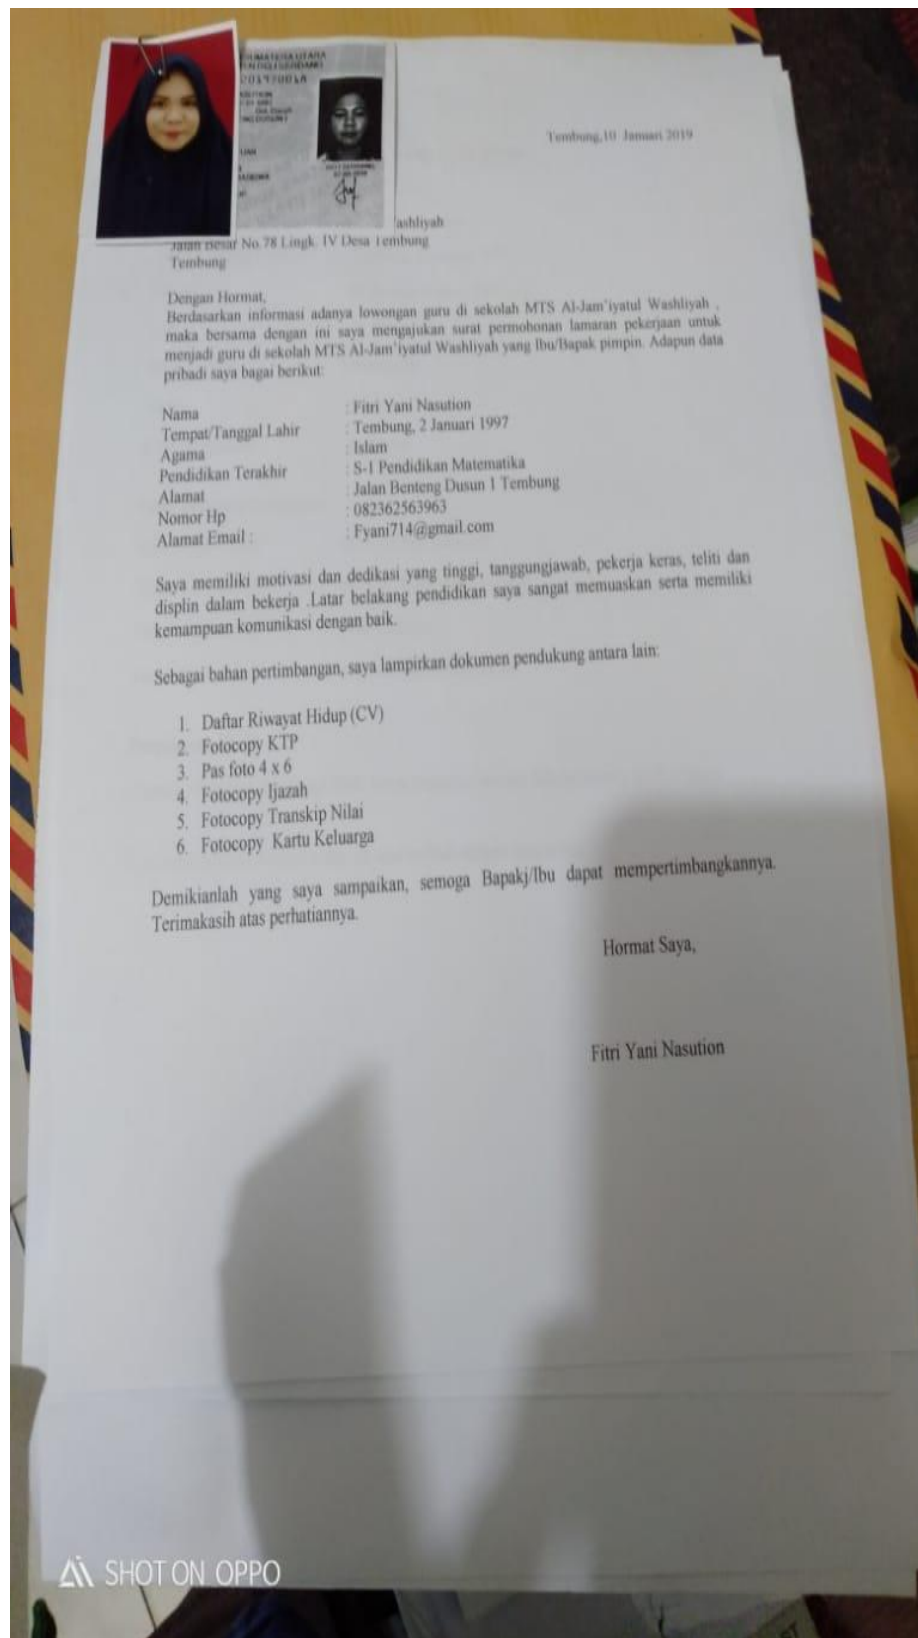 Tembung,10 Januari 2019
ashliyah
Jalan Besar No.78 Lingk. IV Desa Tembung
Tembung
Dengan Hormat,
Berdasarkan informasi adanya lowongan guru di sekolah MTS Al-Jam'iyatul Washliyah ,
maka bersama dengan ini saya mengajukan surat permohonan lamaran pekerjaan untuk
menjadi guru di sekolah MTS Al-Jam'iyatul Washliyah yang Ibu/Bapak pimpin. Adapun data
pribadi saya bagai berikut:
Nama : Fitri Yani Nasution
Tempat/Tanggal Lahir : Tembung, 2 Januari 1997
Agama : Islam
Pendidikan Terakhir : S-1 Pendidikan Matematika
Alamat : Jalan Benteng Dusun 1 Tembung
Nomor Hp : 082362563963
Alamat Email : : Fyani714@gmail.com
Saya memiliki motivasi dan dedikasi yang tinggi, tanggungjawab, pekerja keras, teliti dan
displin dalam bekerja .Latar belakang pendidikan saya sangat memuaskan serta memiliki
kemampuan komunikasi dengan baik.
Sebagai bahan pertimbangan, saya lampirkan dokumen pendukung antara lain:
1. Daftar Riwayat Hidup (CV)
2. Fotocopy KTP
3. Pas foto 4 x 6
4. Fotocopy Ijazah
5. Fotocopy Transkip Nilai
6. Fotocopy Kartu Keluarga
Demikianlah yang saya sampaikan, semoga Bapakj/Ibu dapat mempertimbangkannya.
Terimakasih atas perhatiannya.
Hormat Saya,
Fitri Yani Nasution
SHOT ON OPPO